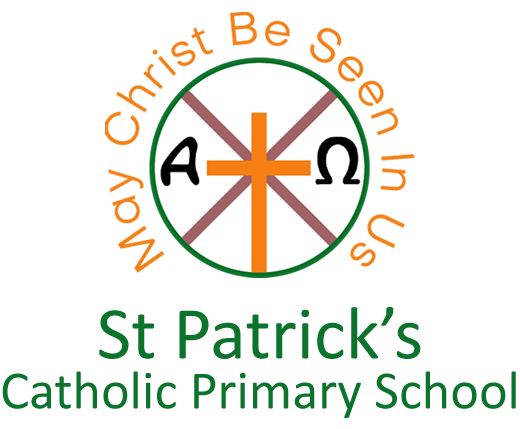 May Christ Be Seen In Us
Α Ω
St Patrick’s
Catholic Primary School